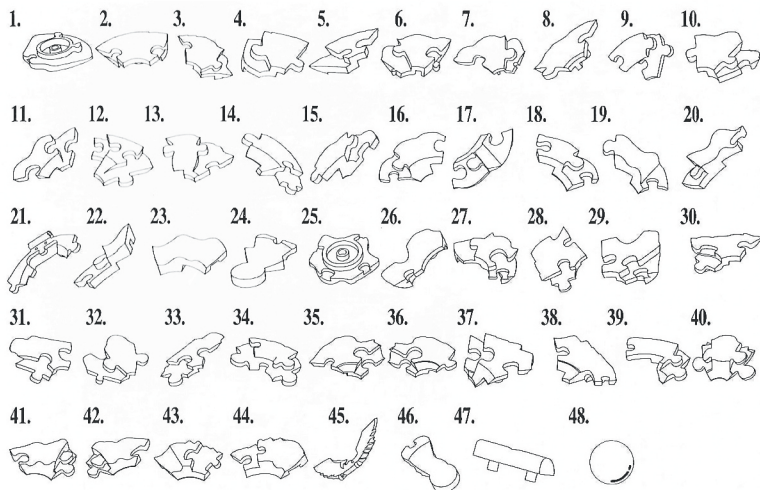 1. 2. 3. 4. 5. 6. 7. 8. 9. 10.
11. 12. 13. 14. 15. 16. 17. 18. 19. 20.
21. 22. 23. 24. 25. 26. 27. 28. 29. 30.
31. 32. 33. 34. 35. 36. 37. 38. 39. 40.
41. 42. 43. 44. 45. 46. 47. 48.